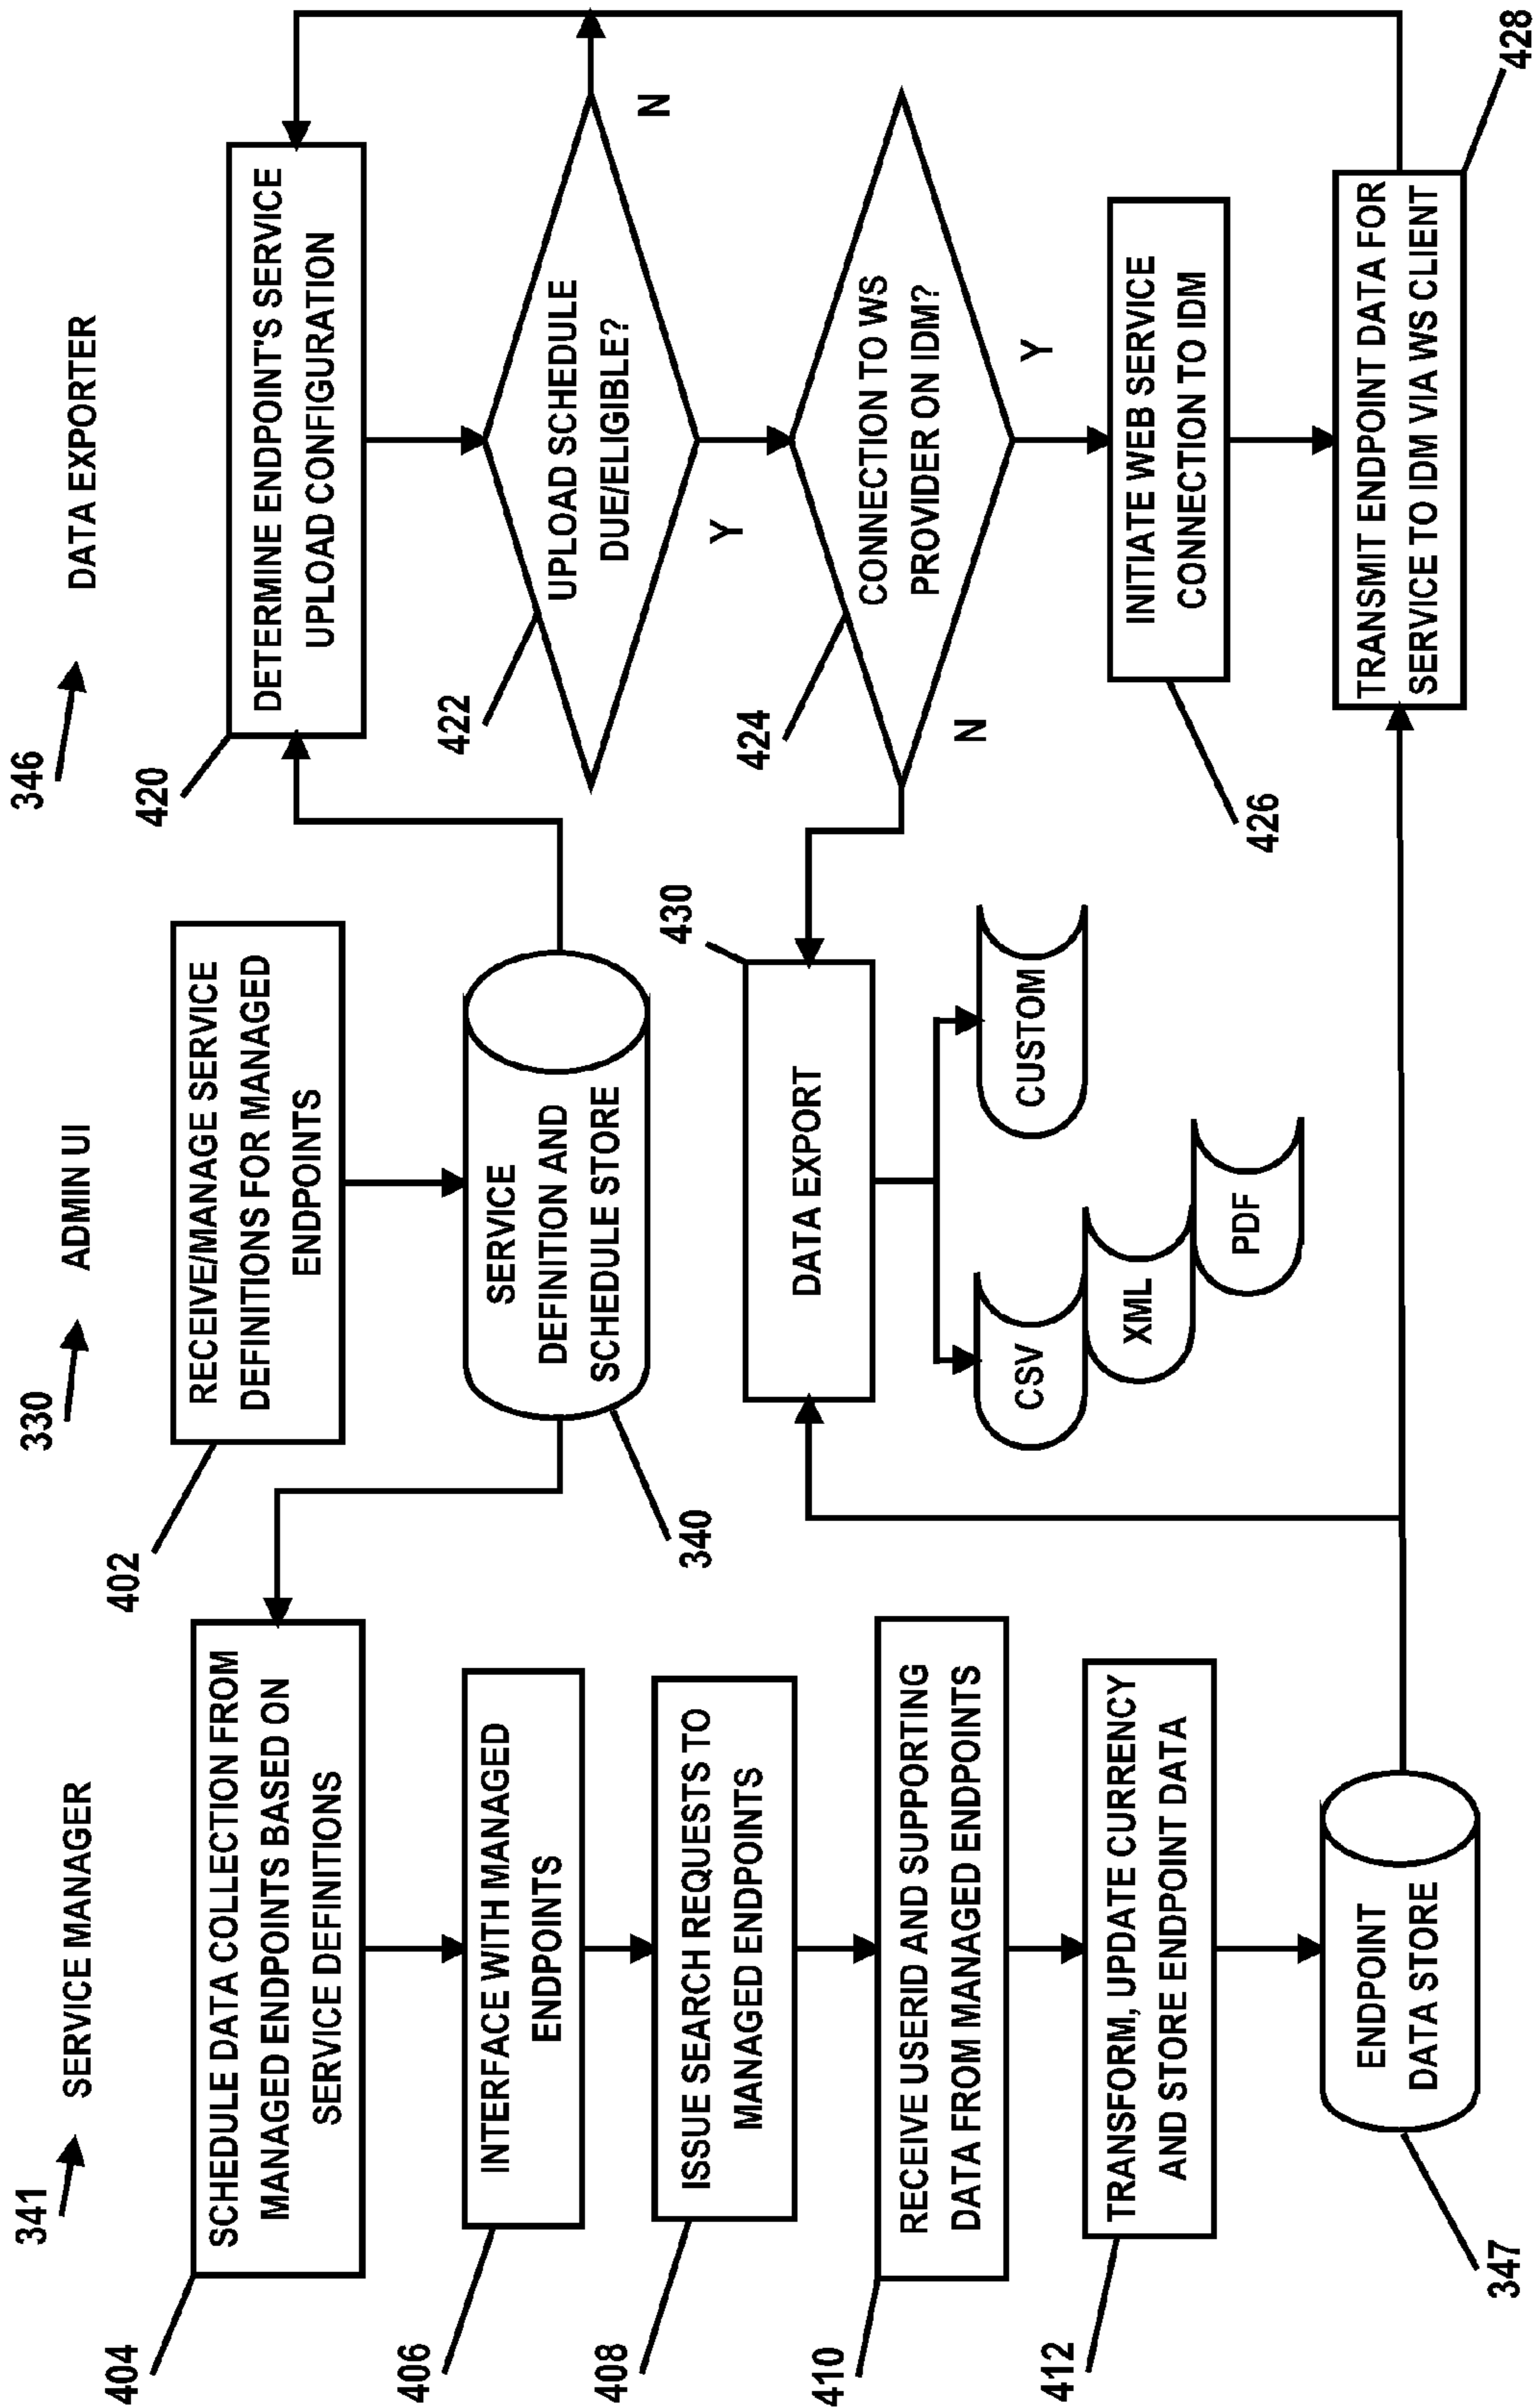 341
SERVICE MANAGER
404
SCHEDULE DATA COLLECTION FROM
MANAGED ENDPOINTS BASED ON
SERVICE DEFINITIONS
406
INTERFACE WITH MANAGED
ENDPOINTS
408
ISSUE SEARCH REQUESTS TO
MANAGED ENDPOINTS
410
RECEIVE USERID AND SUPPORTING
DATA FROM MANAGED ENDPOINTS
412
TRANSFORM, UPDATE CURRENCY
AND STORE ENDPOINT DATA
ENDPOINT
DATA STORE
347
330
ADMIN UI
402
RECEIVE/MANAGE SERVICE
DEFINITIONS FOR MANAGED
ENDPOINTS
SERVICE
DEFINITION AND
SCHEDULE STORE
340
430
DATA EXPORT
CSV
XML
PDF
CUSTOM
346
DATA EXPORTER
420
DETERMINE ENDPOINT'S SERVICE
UPLOAD CONFIGURATION
422
UPLOAD SCHEDULE
DUE/ELIGIBLE?
N
Y
424
CONNECTION TO WS
PROVIDER ON IDM?
N
Y
426
INITIATE WEB SERVICE
CONNECTION TO IDM
TRANSMIT ENDPOINT DATA FOR
SERVICE TO IDM VIA WS CLIENT
428